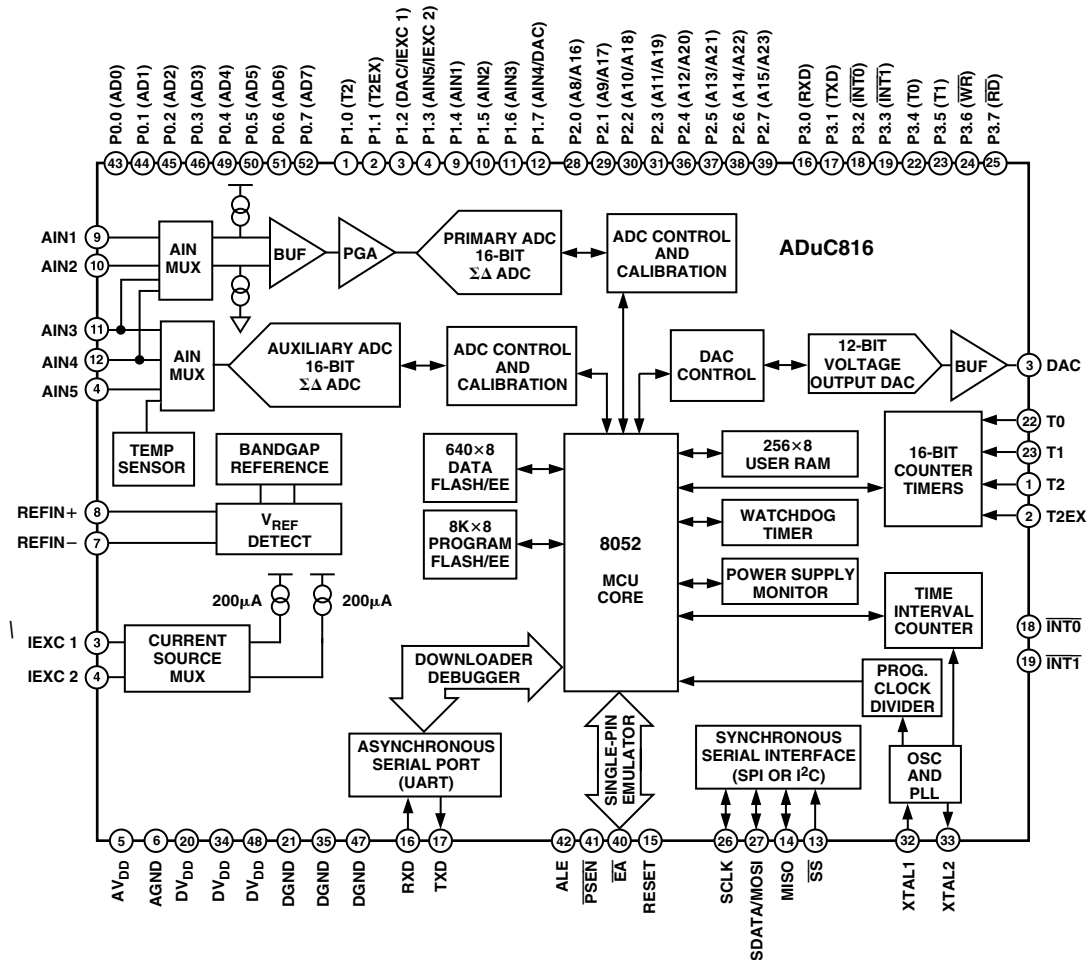 P0.0 (AD0)
P0.1 (AD1)
P0.2 (AD2)
P0.3 (AD3)
P0.4 (AD4)
P0.5 (AD5)
P0.6 (AD6)
P0.7 (AD7)
P1.0 (T2)
P1.1 (T2EX)
P1.2 (DAC/IEXC 1)
P1.3 (AIN5/IEXC 2)
P1.4 (AIN1)
P1.5 (AIN2)
P1.6 (AIN3)
P1.7 (AIN4/DAC)
P2.0 (A8/A16)
P2.1 (A9/A17)
P2.2 (A10/A18)
P2.3 (A11/A19)
P2.4 (A12/A20)
P2.5 (A13/A21)
P2.6 (A14/A22)
P2.7 (A15/A23)
P3.0 (RXD)
P3.1 (TXD)
P3.2 (INT0)
P3.3 (INT1)
P3.4 (T0)
P3.5 (T1)
P3.6 (WR)
P3.7 (RD)
43 44 45 46 49 50 51 52 1 2 3 4 9 10 11 12 28 29 30 31 36 37 38 39 16 17 18 19 22 23 24 25
ADuC816
AIN1 9
AIN2 10
AIN
MUX
BUF
PGA
PRIMARY ADC
16-BIT
ΣΔ ADC
ADC CONTROL
AND
CALIBRATION
AIN3 11
AIN4 12
AIN5 4
AIN
MUX
AUXILIARY ADC
16-BIT
ΣΔ ADC
ADC CONTROL
AND
CALIBRATION
DAC
CONTROL
12-BIT
VOLTAGE
OUTPUT DAC
BUF
3 DAC
TEMP
SENSOR
BANDGAP
REFERENCE
VREF
DETECT
REFIN+ 8
REFIN− 7
640×8
DATA
FLASH/EE
8K×8
PROGRAM
FLASH/EE
8052
MCU
CORE
256×8
USER RAM
WATCHDOG
TIMER
POWER SUPPLY
MONITOR
16-BIT
COUNTER
TIMERS
22 T0
23 T1
1 T2
2 T2EX
TIME
INTERVAL
COUNTER
18 INT0
19 INT1
200µA
200µA
\
IEXC 1 3
IEXC 2 4
CURRENT
SOURCE
MUX
DOWNLOADER
DEBUGGER
PROG.
CLOCK
DIVIDER
ASYNCHRONOUS
SERIAL PORT
(UART)
SINGLE-PIN
EMULATOR
SYNCHRONOUS
SERIAL INTERFACE
(SPI OR I²C)
OSC
AND
PLL
5 6 20 34 48 21 35 47 16 17 42 41 40 15 26 27 14 13 32 33
AVDD
AGND
DVDD
DVDD
DVDD
DGND
DGND
DGND
RXD
TXD
ALE
PSEN
EA
RESET
SCLK
SDATA/MOSI
MISO
SS
XTAL1
XTAL2